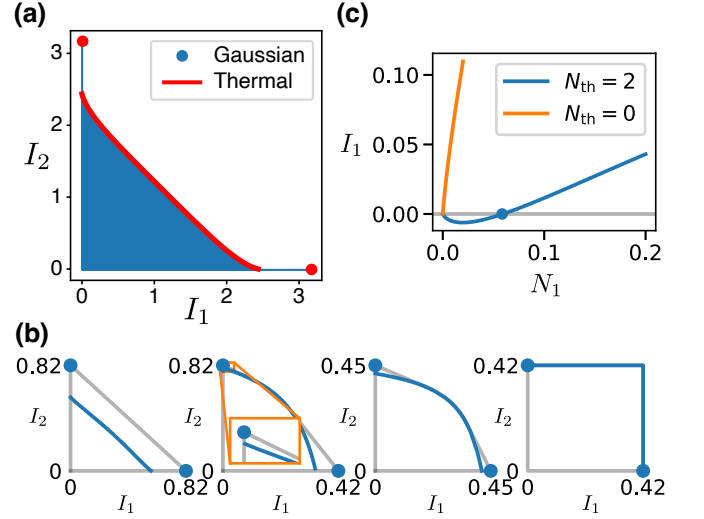 (a)
3
2
1
0
I₂
0 1 2 3
I₁
Gaussian
Thermal
(c)
0.10
0.05
0.00
I₁
0.0 0.1 0.2
N₁
N_th = 2
N_th = 0
(b)
0.82
I₂
0
0 0.82
I₁
0.82
I₂
0
0 0.42
I₁
0.45
I₂
0
0 0.45
I₁
0.42
I₂
0
0 0.42
I₁